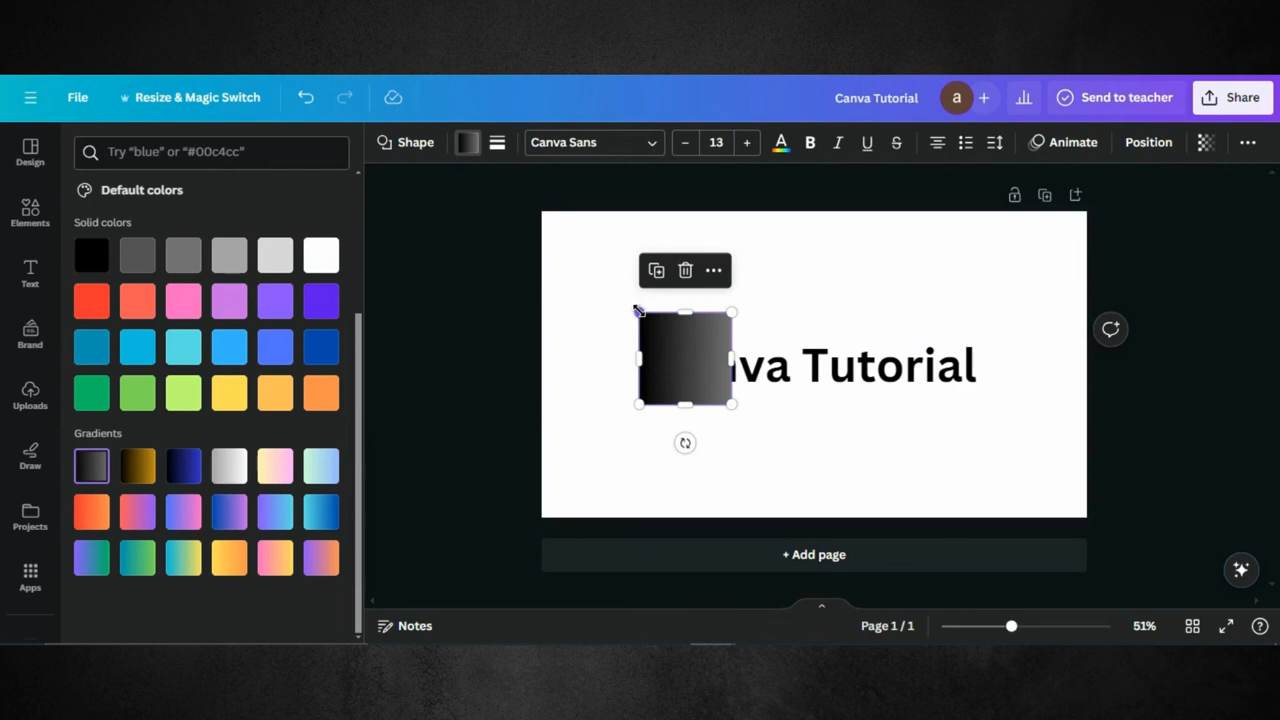 File
Resize & Magic Switch
Canva Tutorial
a
Send to teacher
Share
Design
Elements
Text
Brand
Uploads
Draw
Projects
Apps
Try “blue” or “#00c4cc”
Default colors
Solid colors
Gradients
Shape
Canva Sans
– 13 +
A B I U S
Animate
Position
nva Tutorial
+ Add page
Notes
Page 1 / 1
51%